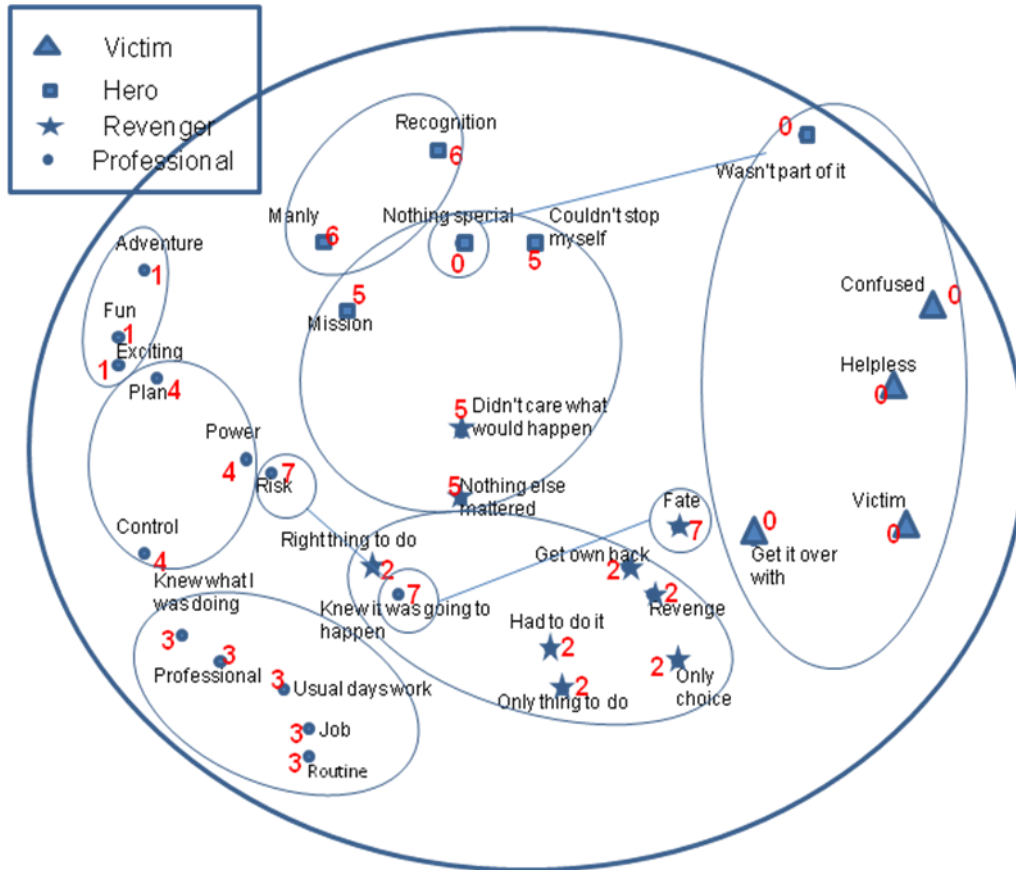 Victim
Hero
Revenger
Professional
Recognition
6
0
Wasn't part of it
Manly
6
Nothing special
0
Couldn't stop
myself
5
Adventure
1
5
Mission
Confused
0
Fun
1
Exciting
1
Plan
4
Helpless
0
5
Didn't care what
would happen
Power
4
7
Risk
5
Nothing else
mattered
Fate
7
Victim
0
0
Get it over
with
Control
4
Right thing to do
2
Get own back
2
Knew what I
was doing
3
7
Knew it was going to
happen
2
Revenge
Had to do it
2
3
Professional
2
Only
choice
3
Usual days work
2
Only thing to do
3
Job
3
Routine